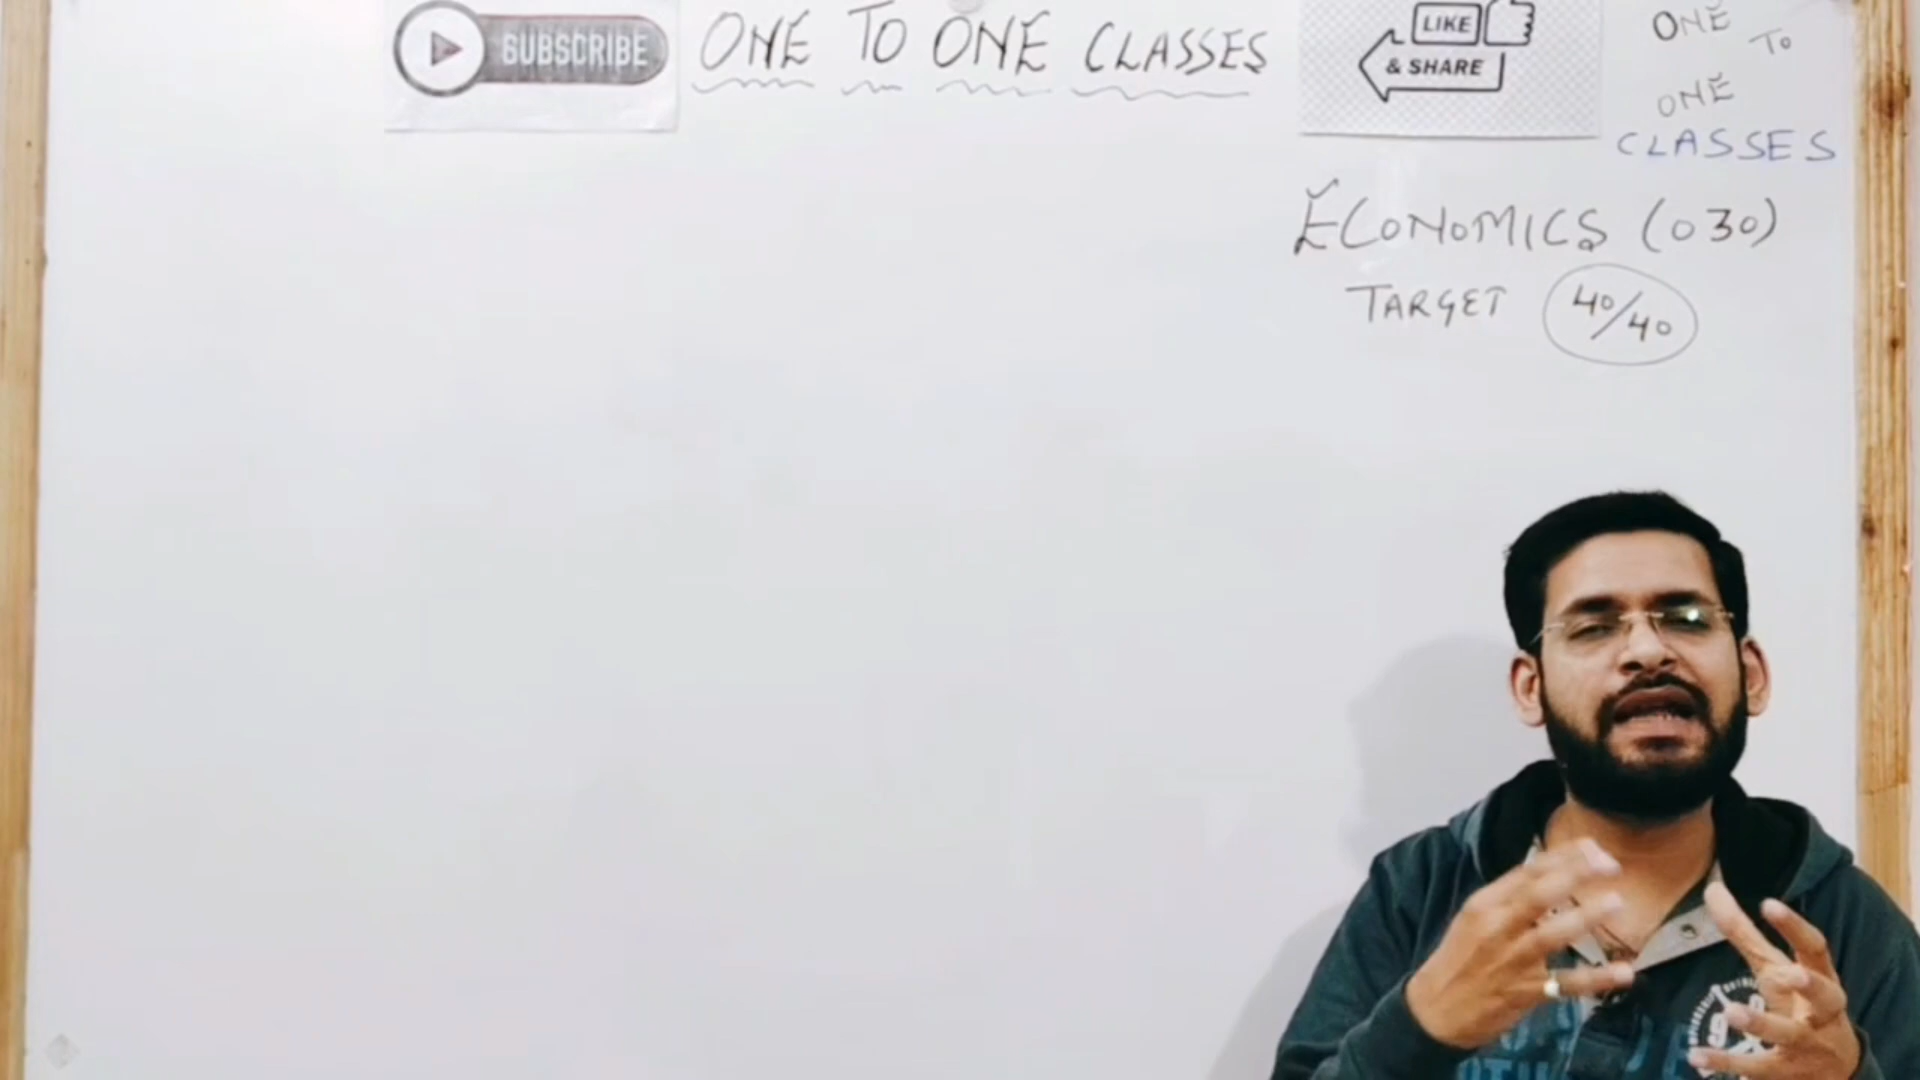 SUBSCRIBE
ONE TO ONE CLASSES
LIKE
& SHARE
ONE
TO
ONE
CLASSES
ECONOMICS (030)
TARGET 40/40